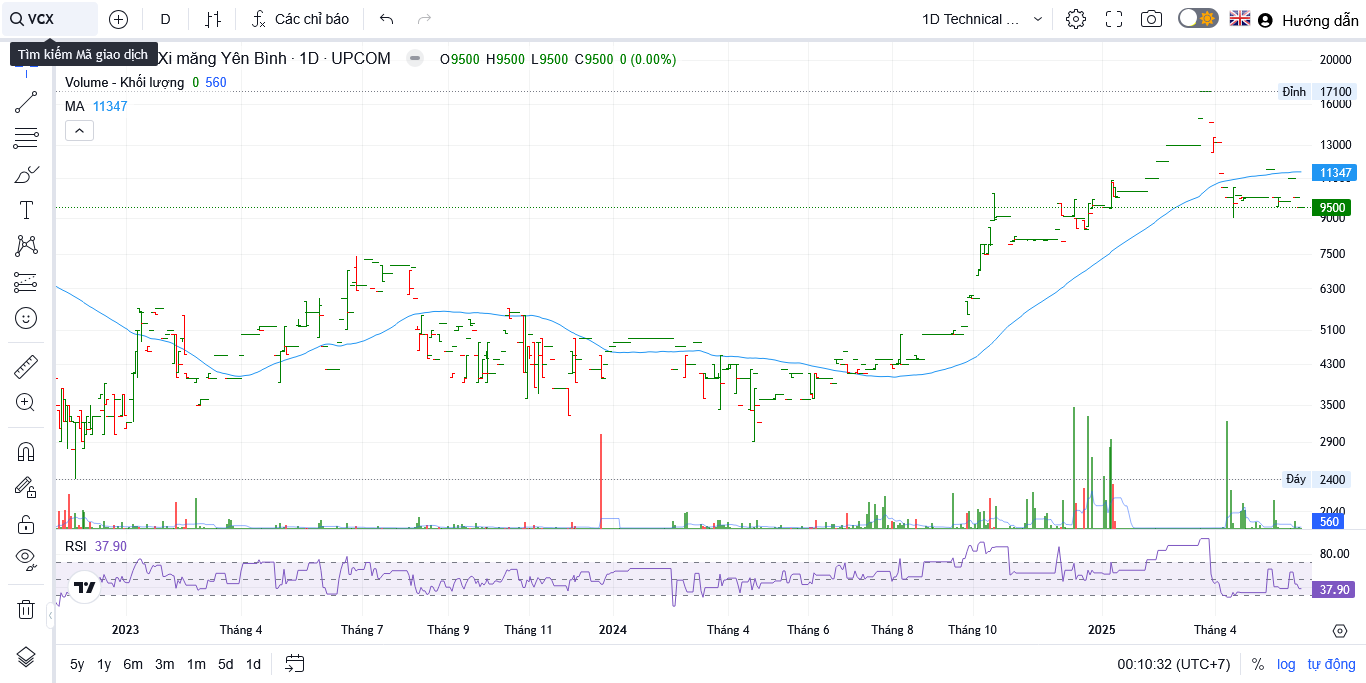 VCX
D
Các chỉ báo
1D Technical ...
Hướng dẫn
Tìm kiếm Mã giao dịch
Xi măng Yên Bình · 1D · UPCOM
O9500 H9500 L9500 C9500 0 (0.00%)
Volume - Khối lượng 0 560
MA 11347
20000
Đỉnh 17100
16000
13000
11347
9500
9000
7500
6300
5100
4300
3500
2900
Đáy 2400
2040
560
RSI 37.90
80.00
37.90
2023
Tháng 4
Tháng 7
Tháng 9
Tháng 11
2024
Tháng 4
Tháng 6
Tháng 8
Tháng 10
2025
Tháng 4
5y 1y 6m 3m 1m 5d 1d
00:10:32 (UTC+7)
%
log
tự động